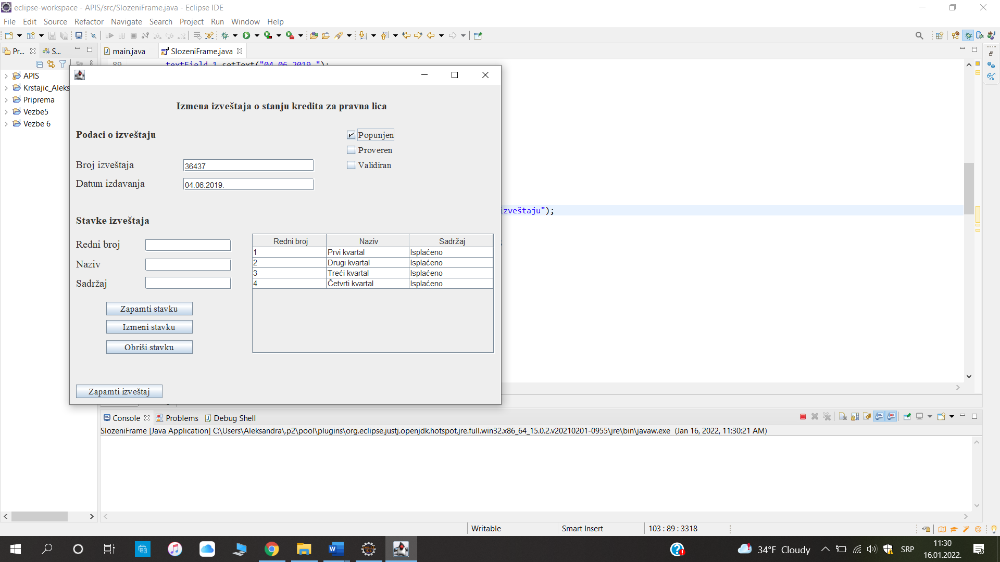 eclipse-workspace - APIS/src/SlozeniFrame.java - Eclipse IDE
File Edit Source Refactor Navigate Search Project Run Window Help
Pr... S... main.java SlozeniFrame.java
89 textField_1.setText("04.06.2019.");
APIS
Krstajic_Aleks
Priprema
Vezbe5
Vezbe 6
Izmena izveštaja o stanju kredita za pravna lica
Podaci o izveštaju
Popunjen
Proveren
Validiran
Broj izveštaja 36437
Datum izdavanja 04.06.2019.
izveštaju");
Stavke izveštaja
Redni broj
Naziv
Sadržaj
Redni broj Naziv Sadržaj
1 Prvi kvartal Isplaćeno
2 Drugi kvartal Isplaćeno
3 Treći kvartal Isplaćeno
4 Četvrti kvartal Isplaćeno
Zapamti stavku
Izmeni stavku
Obriši stavku
Zapamti izveštaj
Console Problems Debug Shell
SlozeniFrame [Java Application] C:\Users\Aleksandra\.p2\pool\plugins\org.eclipse.justj.openjdk.hotspot.jre.full.win32.x86_64_15.0.2.v20210201-0955\jre\bin\javaw.exe (Jan 16, 2022, 11:30:21 AM)
Writable Smart Insert 103 : 89 : 3318
34°F Cloudy SRP 11:30
16.01.2022.